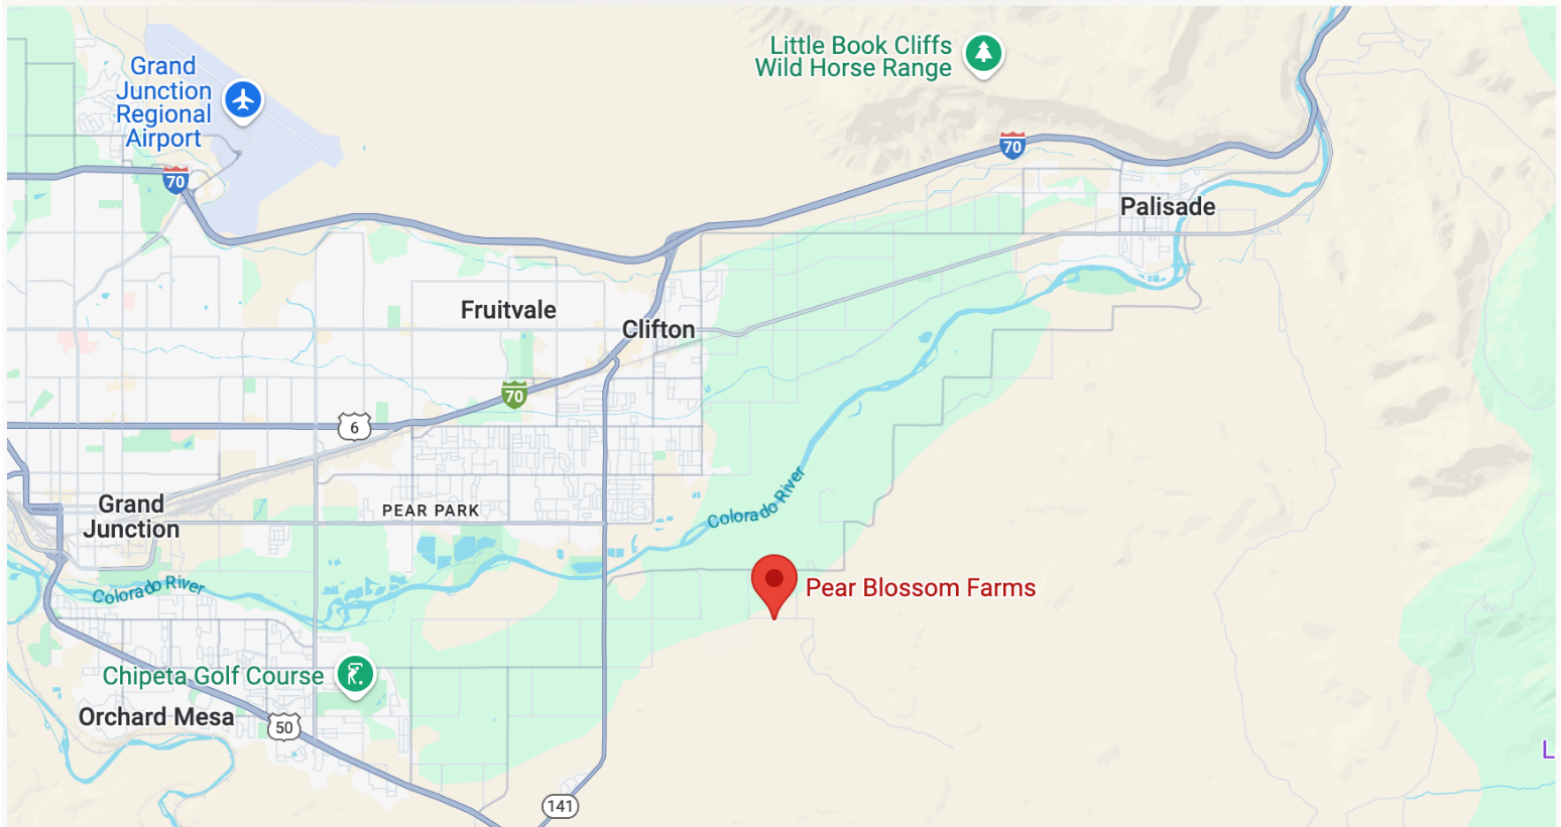 Grand
Junction
Regional
Airport
Little Book Cliffs
Wild Horse Range
70
70
Palisade
Fruitvale
Clifton
70
6
Grand
Junction
PEAR PARK
Colorado River
Colorado River
Pear Blossom Farms
Chipeta Golf Course
Orchard Mesa
50
L
141